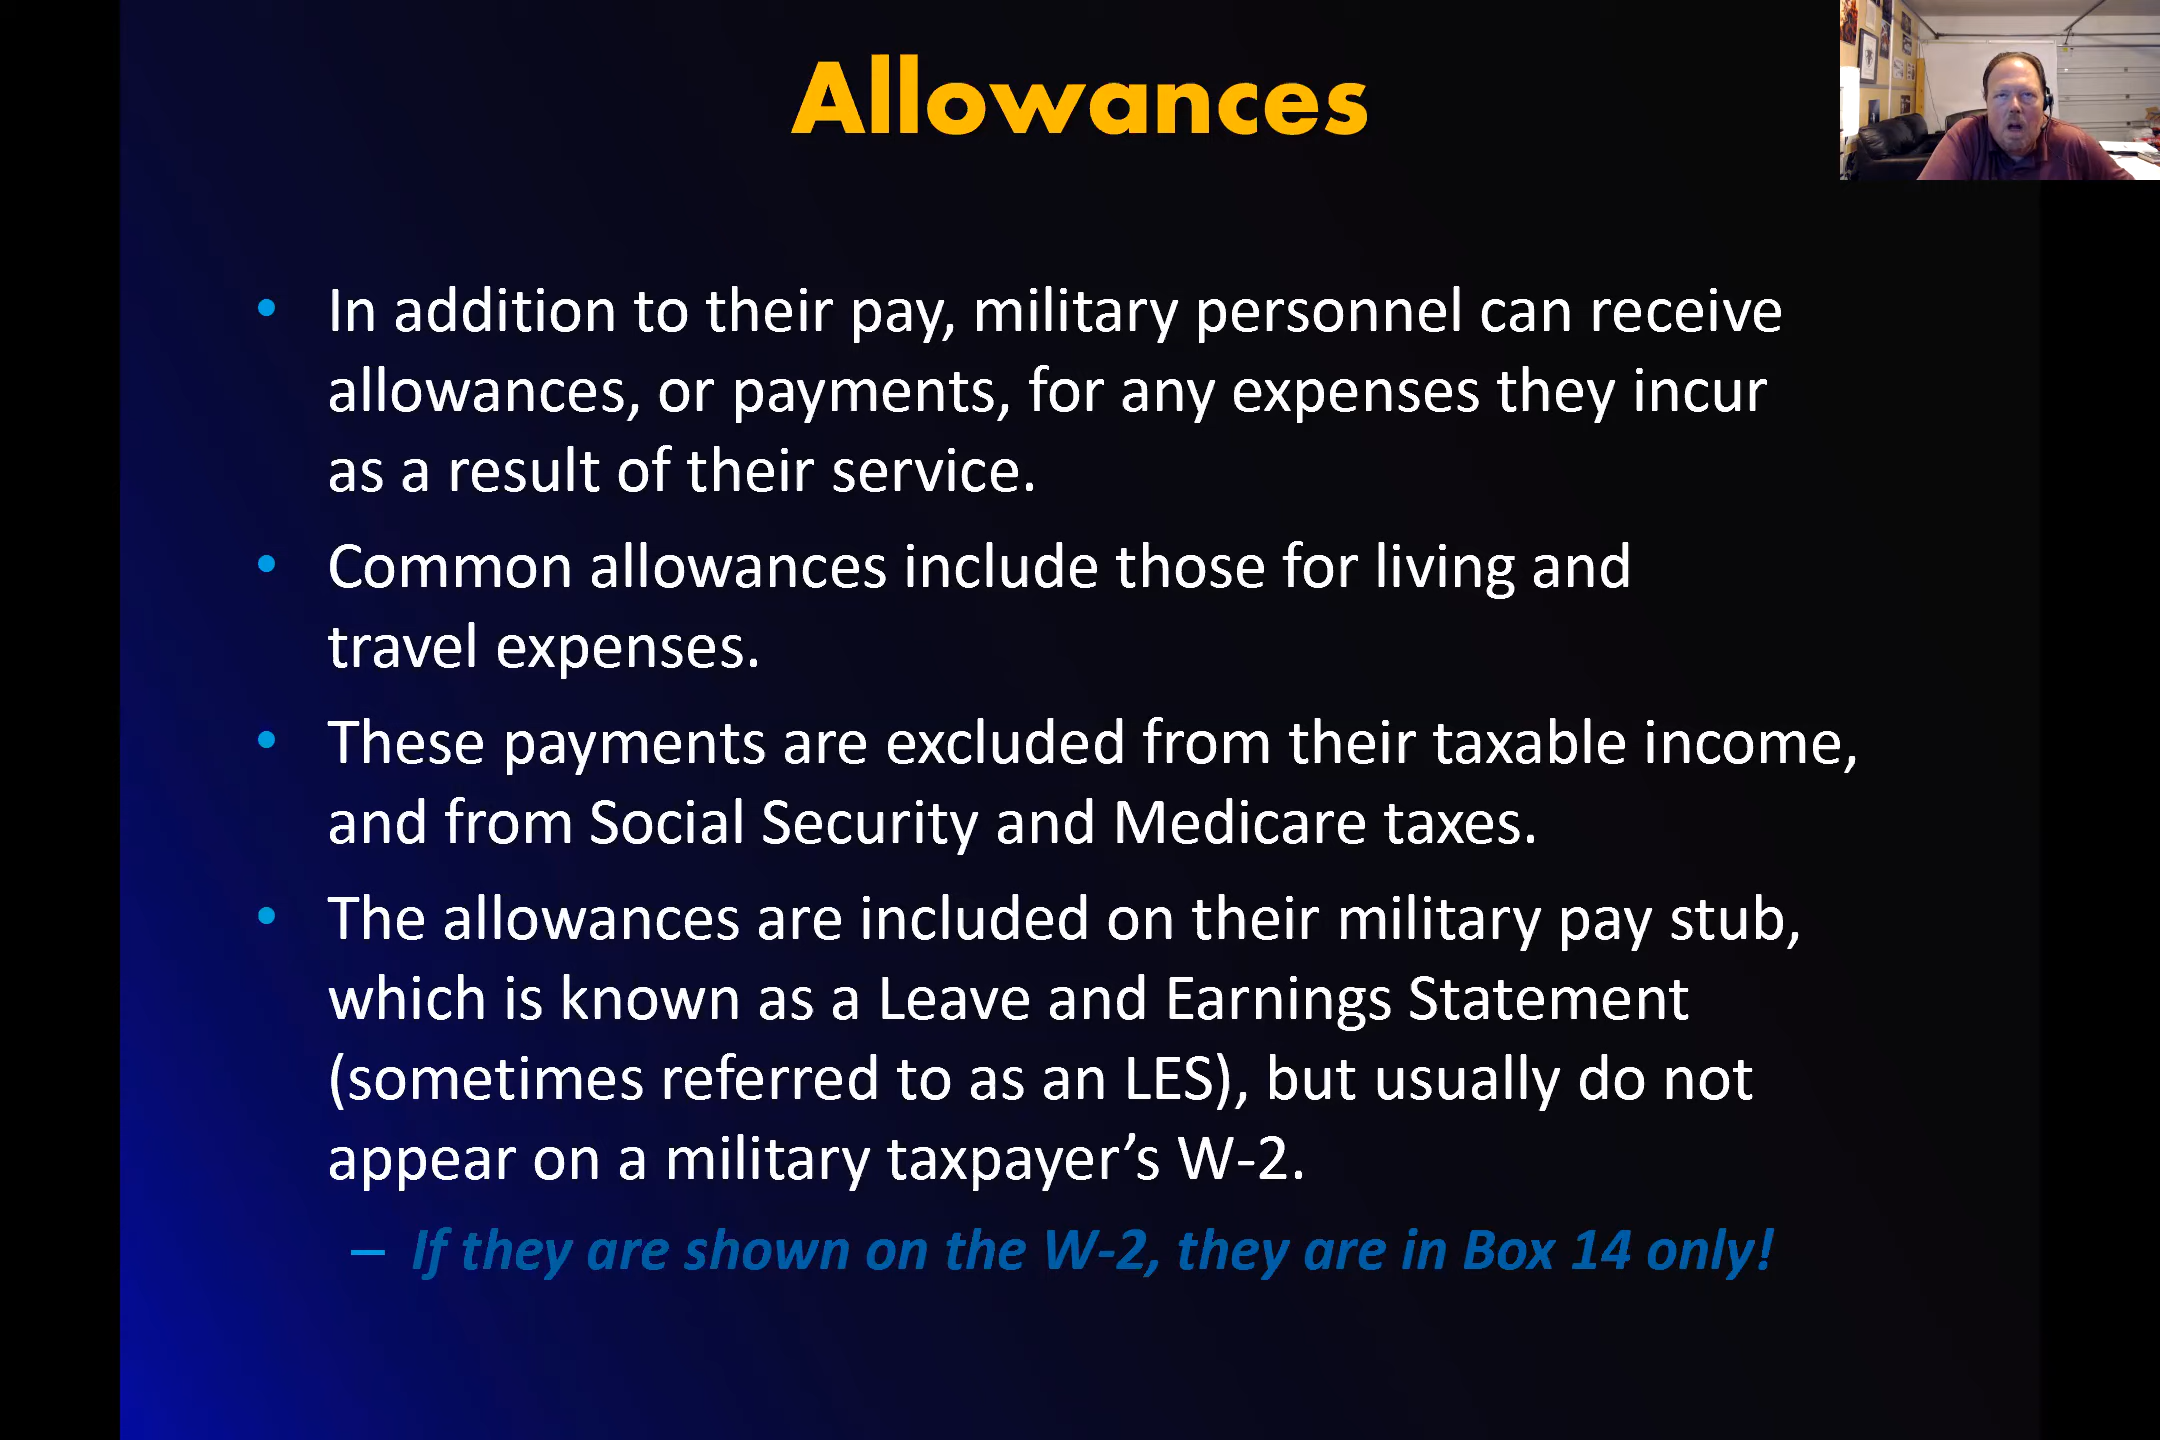 Allowances
• In addition to their pay, military personnel can receive
allowances, or payments, for any expenses they incur
as a result of their service.
• Common allowances include those for living and
travel expenses.
• These payments are excluded from their taxable income,
and from Social Security and Medicare taxes.
• The allowances are included on their military pay stub,
which is known as a Leave and Earnings Statement
(sometimes referred to as an LES), but usually do not
appear on a military taxpayer’s W-2.
– If they are shown on the W-2, they are in Box 14 only!